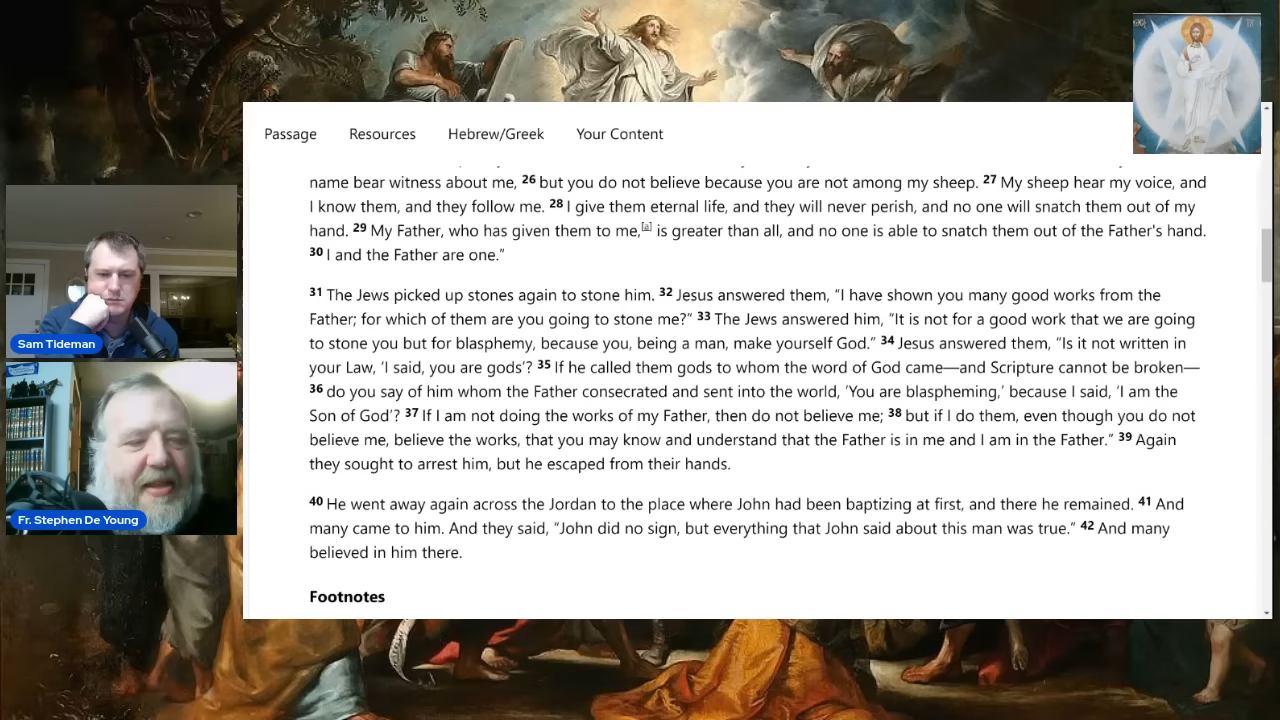 Passage Resources Hebrew/Greek Your Content
name bear witness about me, 26 but you do not believe because you are not among my sheep. 27 My sheep hear my voice, and
I know them, and they follow me. 28 I give them eternal life, and they will never perish, and no one will snatch them out of my
hand. 29 My Father, who has given them to me,[a] is greater than all, and no one is able to snatch them out of the Father's hand.
30 I and the Father are one.”
31 The Jews picked up stones again to stone him. 32 Jesus answered them, “I have shown you many good works from the
Father; for which of them are you going to stone me?” 33 The Jews answered him, “It is not for a good work that we are going
to stone you but for blasphemy, because you, being a man, make yourself God.” 34 Jesus answered them, “Is it not written in
your Law, ‘I said, you are gods’? 35 If he called them gods to whom the word of God came—and Scripture cannot be broken—
36 do you say of him whom the Father consecrated and sent into the world, ‘You are blaspheming,’ because I said, ‘I am the
Son of God’? 37 If I am not doing the works of my Father, then do not believe me; 38 but if I do them, even though you do not
believe me, believe the works, that you may know and understand that the Father is in me and I am in the Father.” 39 Again
they sought to arrest him, but he escaped from their hands.
40 He went away again across the Jordan to the place where John had been baptizing at first, and there he remained. 41 And
many came to him. And they said, “John did no sign, but everything that John said about this man was true.” 42 And many
believed in him there.
Footnotes
Sam Tideman
Fr. Stephen De Young